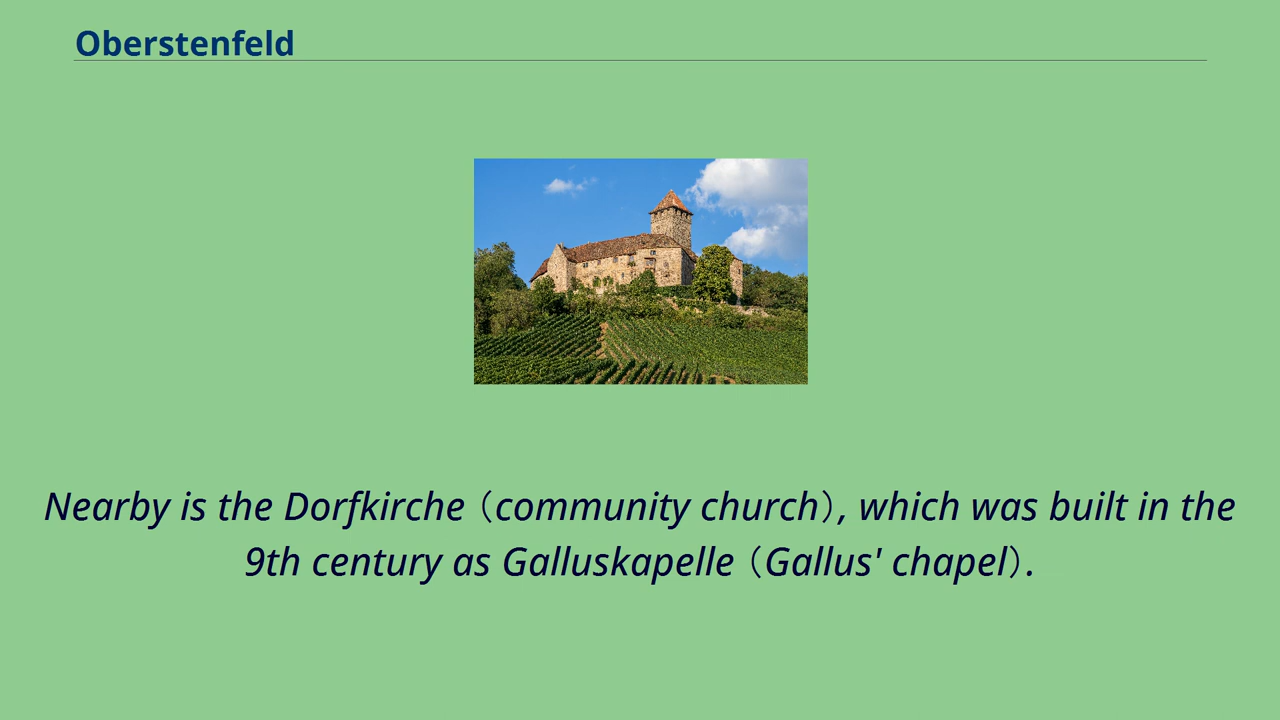 Oberstenfeld
Nearby is the Dorfkirche（community church）, which was built in the
9th century as Galluskapelle（Gallus' chapel）.